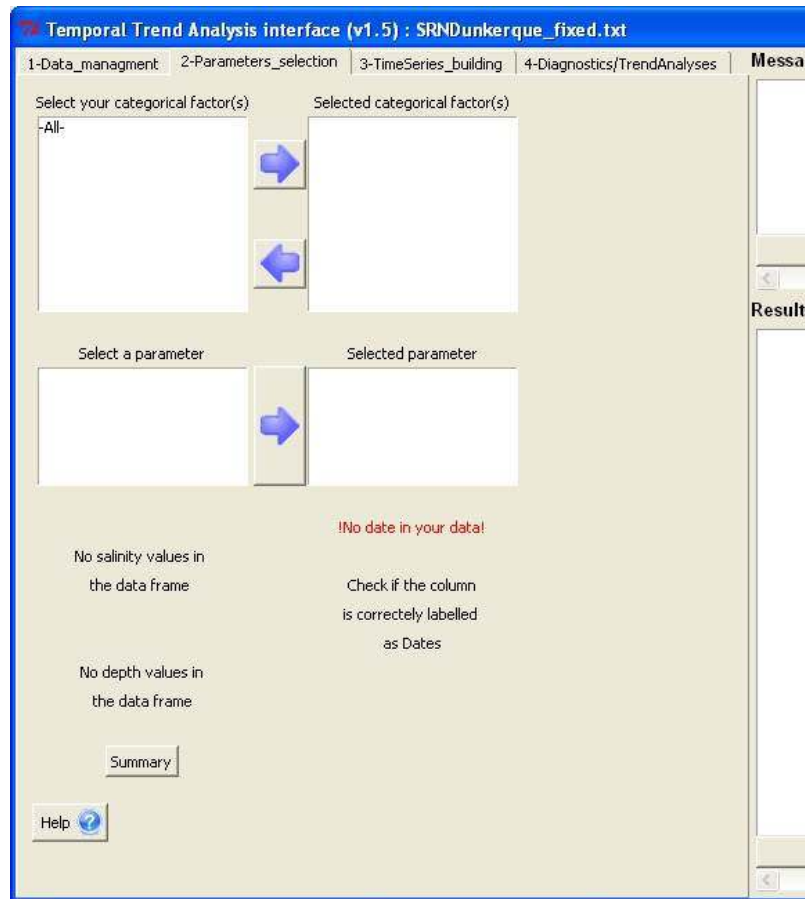 Temporal Trend Analysis interface (v1.5) : SRNDunkerque_fixed.txt
1-Data_managment
2-Parameters_selection
3-TimeSeries_building
4-Diagnostics/TrendAnalyses
Messa
Select your categorical factor(s)
Selected categorical factor(s)
-All-
Result
Select a parameter
Selected parameter
!No date in your data!
No salinity values in
the data frame
Check if the column
is correctely labelled
as Dates
No depth values in
the data frame
Summary
Help ?